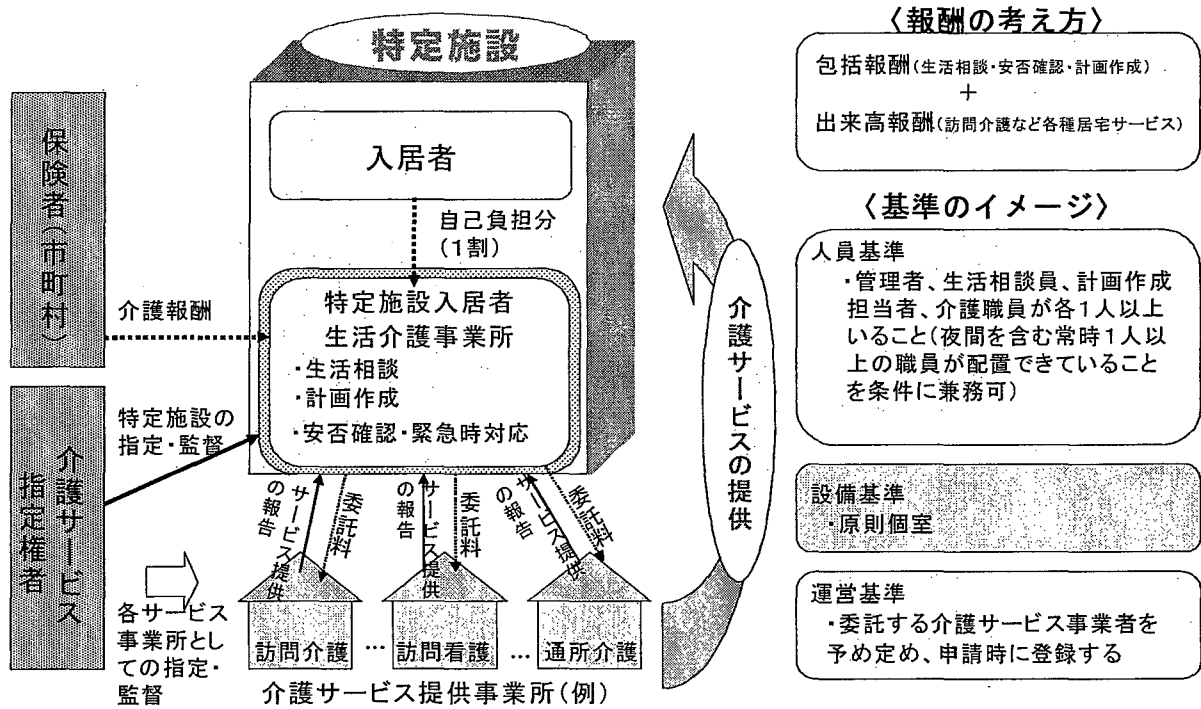 特定施設
入居者
自己負担分
(1割)
特定施設入居者
生活介護事業所
・生活相談
・計画作成
・安否確認・緊急時対応
保険者(市町村)
介護報酬
介護サービス
指定権者
特定施設の
指定・監督
各サービス
事業所とし
ての指定・
監督
サービス提供
の報告
委託料
サービス提供
の報告
委託料
サービス提供
の報告
委託料
訪問介護
…
訪問看護
…
通所介護
介護サービス提供事業所(例)
介護サービスの提供
〈報酬の考え方〉
包括報酬(生活相談・安否確認・計画作成)
+
出来高報酬(訪問介護など各種居宅サービス)
〈基準のイメージ〉
人員基準
・管理者、生活相談員、計画作成
担当者、介護職員が各1人以上
いること(夜間を含む常時1人以
上の職員が配置できていること
を条件に兼務可)
設備基準
・原則個室
運営基準
・委託する介護サービス事業者を
予め定め、申請時に登録する